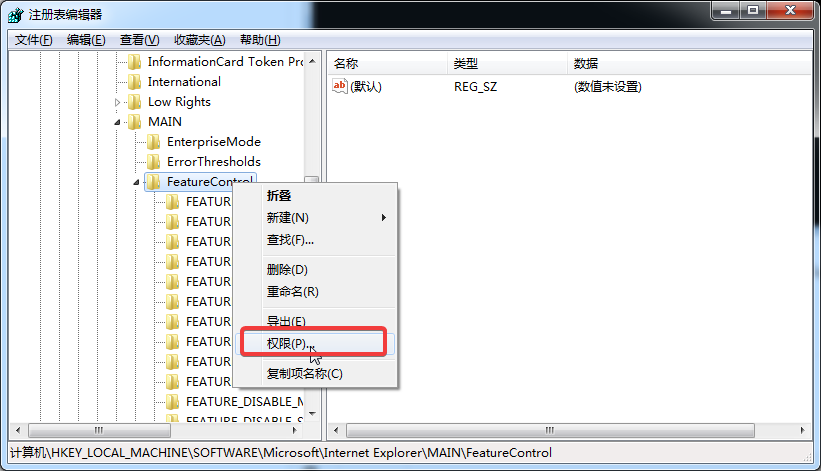 注册表编辑器
文件(F) 编辑(E) 查看(V) 收藏夹(A) 帮助(H)
InformationCard Token Pr
International
Low Rights
MAIN
EnterpriseMode
ErrorThresholds
FeatureControl
FEATUR
FEATUR
FEATUR
FEATUR
FEATUR
FEATUR
FEATUR
FEATUR
FEATUR
FEATUR
FEATURE_DISABLE_M
FEATURE_DISABLE_S
名称 类型 数据
ab (默认) REG_SZ (数值未设置)
折叠
新建(N)
查找(F)...
删除(D)
重命名(R)
导出(E)
权限(P)...
复制项名称(C)
计算机\HKEY_LOCAL_MACHINE\SOFTWARE\Microsoft\Internet Explorer\MAIN\FeatureControl